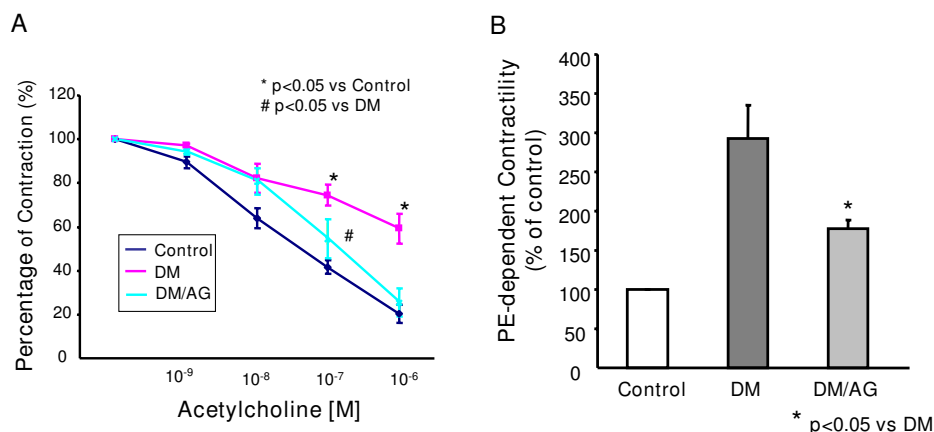 A
* p<0.05 vs Control
# p<0.05 vs DM
Percentage of Contraction (%)
120
100
80
60
40
20
0
*
*
#
Control
DM
DM/AG
10-9
10-8
10-7
10-6
Acetylcholine [M]
B
PE-dependent Contractility
(% of control)
400
350
300
250
200
150
100
50
0
*
Control DM DM/AG
* p<0.05 vs DM